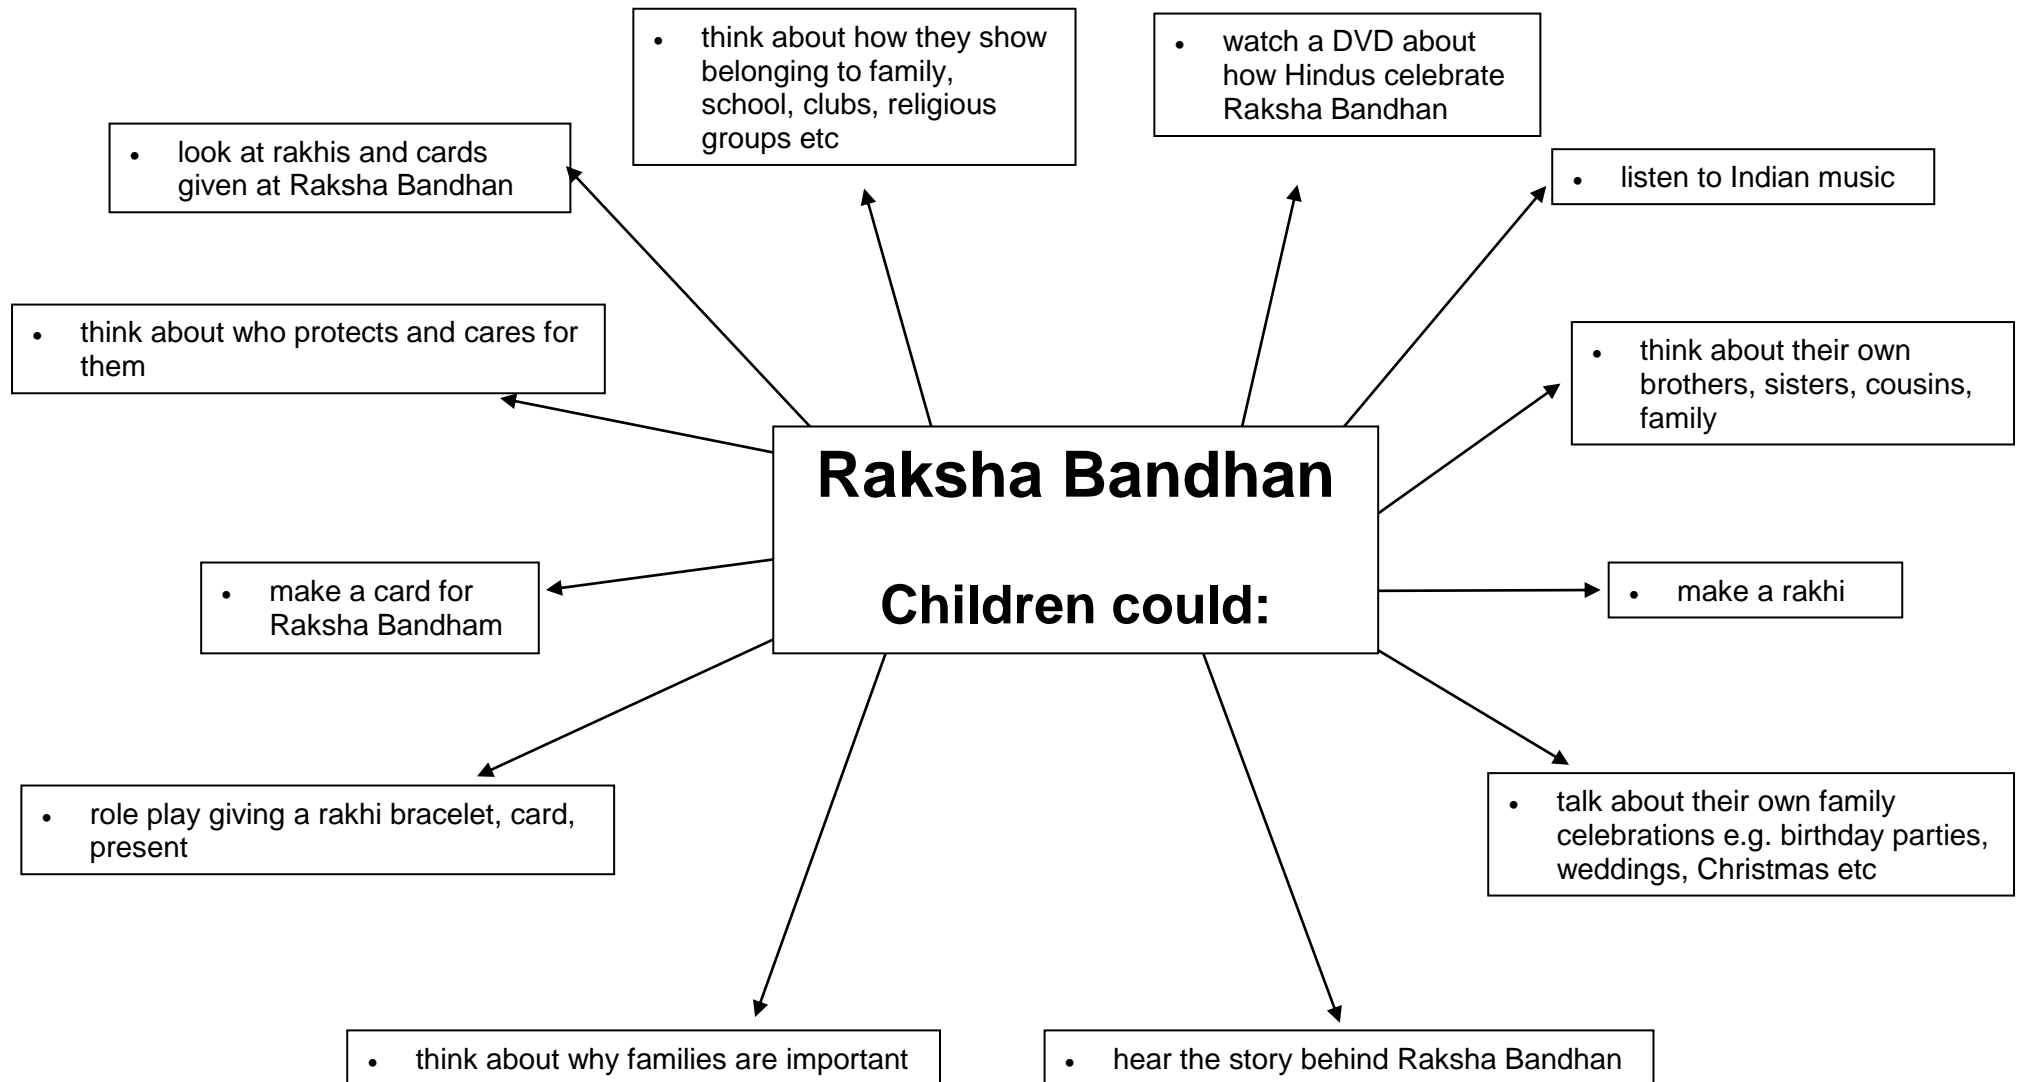 • think about how they show
belonging to family,
school, clubs, religious
groups etc
• watch a DVD about
how Hindus celebrate
Raksha Bandhan
• look at rakhis and cards
given at Raksha Bandhan
• listen to Indian music
• think about who protects and cares for
them
• think about their own
brothers, sisters, cousins,
family
Raksha Bandhan
Children could:
• make a card for
Raksha Bandham
• make a rakhi
• role play giving a rakhi bracelet, card,
present
• talk about their own family
celebrations e.g. birthday parties,
weddings, Christmas etc
• think about why families are important
• hear the story behind Raksha Bandhan